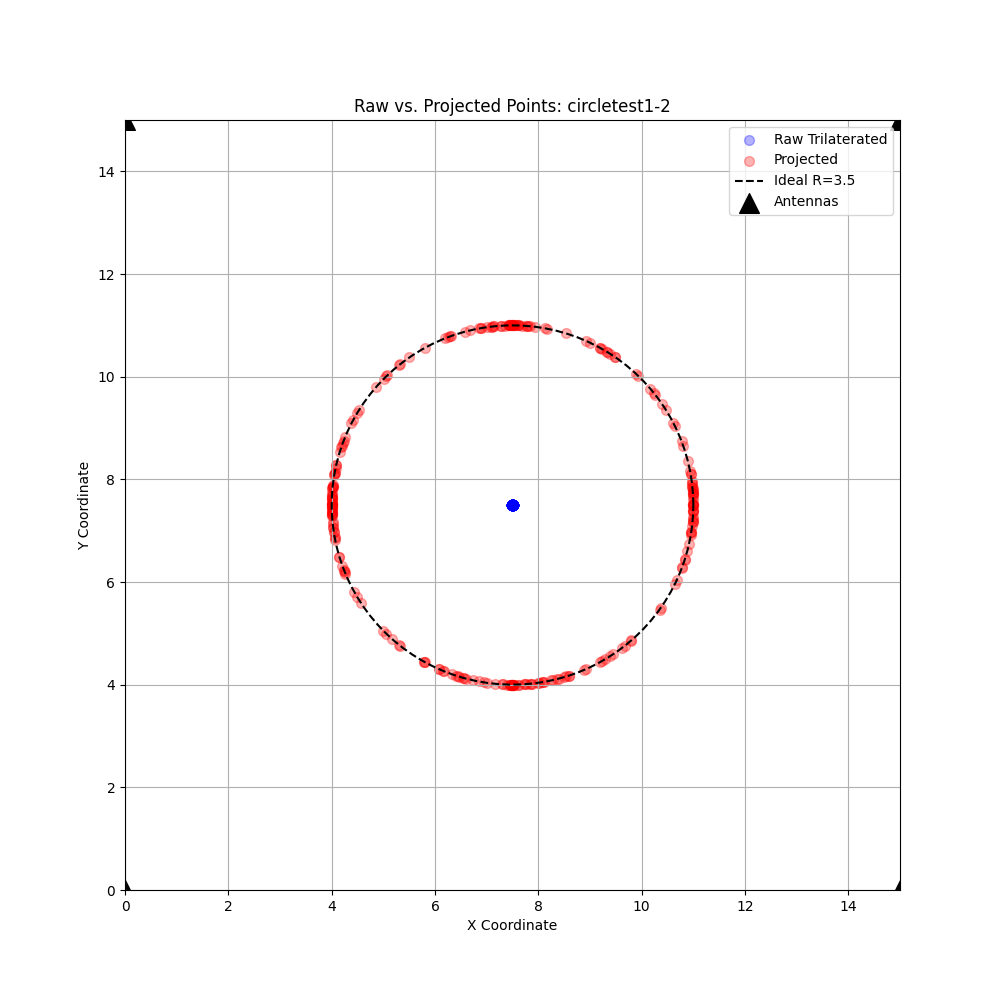 Raw vs. Projected Points: circletest1-2
Raw Trilaterated
Projected
Ideal R=3.5
Antennas
14
12
10
8
6
4
2
0
Y Coordinate
0 2 4 6 8 10 12 14
X Coordinate